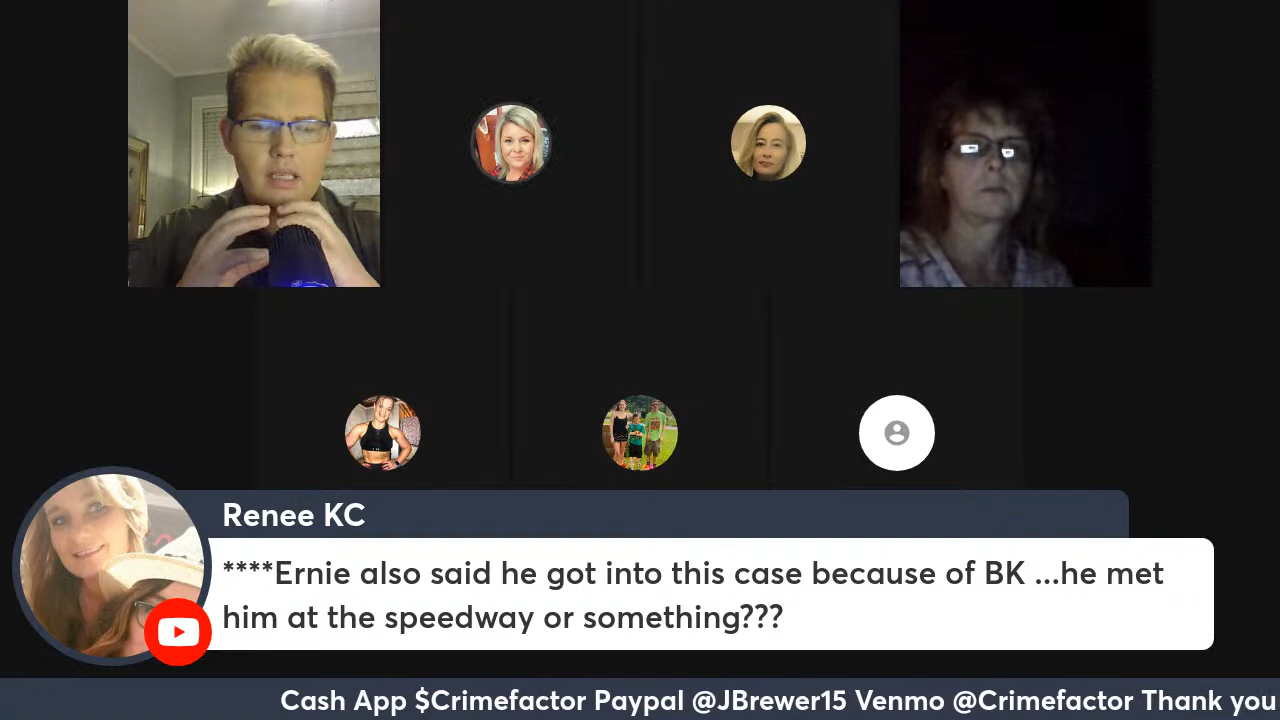 Renee KC
****Ernie also said he got into this case because of BK ...he met
him at the speedway or something???
Cash App $Crimefactor Paypal @JBrewer15 Venmo @Crimefactor Thank you